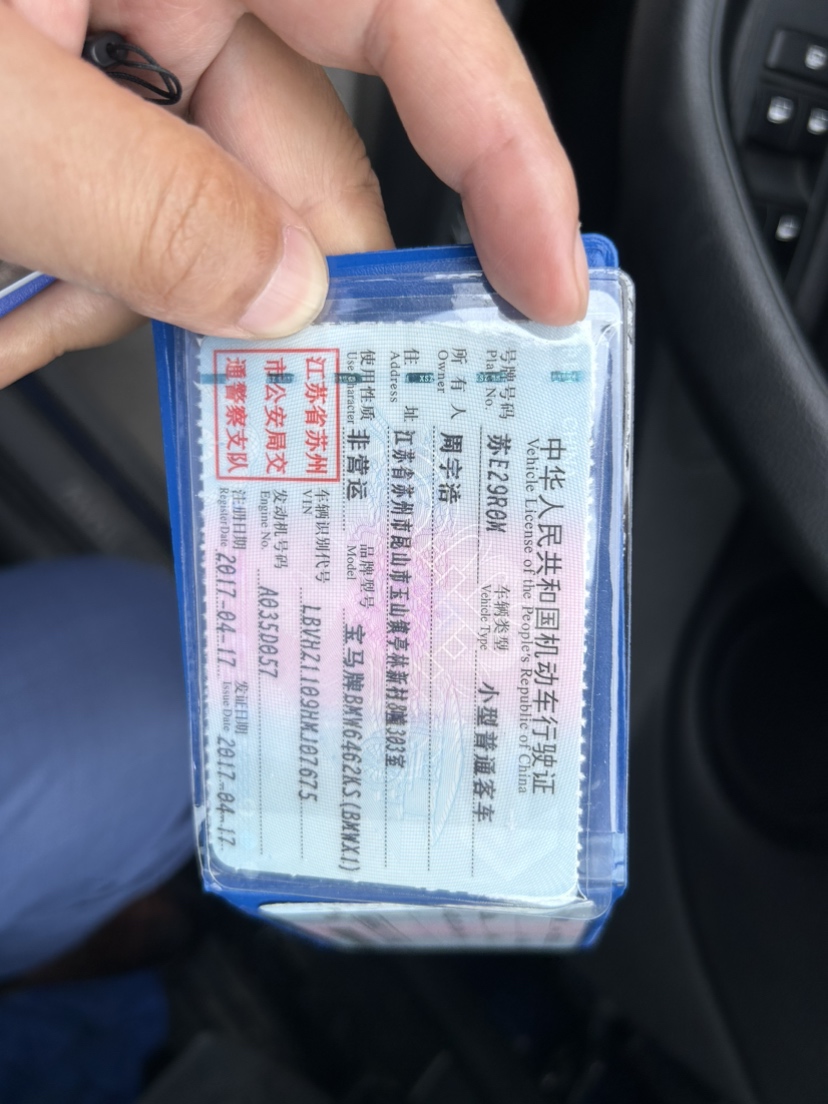 中华人民共和国机动车行驶证
Vehicle License of the People's Republic of China
号牌号码 苏E29R0M 车辆类型 小型普通客车
Plate No. Vehicle Type
所有人 周宇浩
Owner
住址 江苏省苏州市昆山市玉山镇亭林新村8幢303室
Address
使用性质 非营运 品牌型号 宝马牌BMW6462KS(BMWX1)
Use Character Model
江苏省苏州
市公安局交
通警察支队
车辆识别代号 LBVHZ1109HMJ07675
VIN
发动机号码 A035D057
Engine No.
注册日期 2017-04-17 发证日期 2017-04-17
Register Date Issue Date